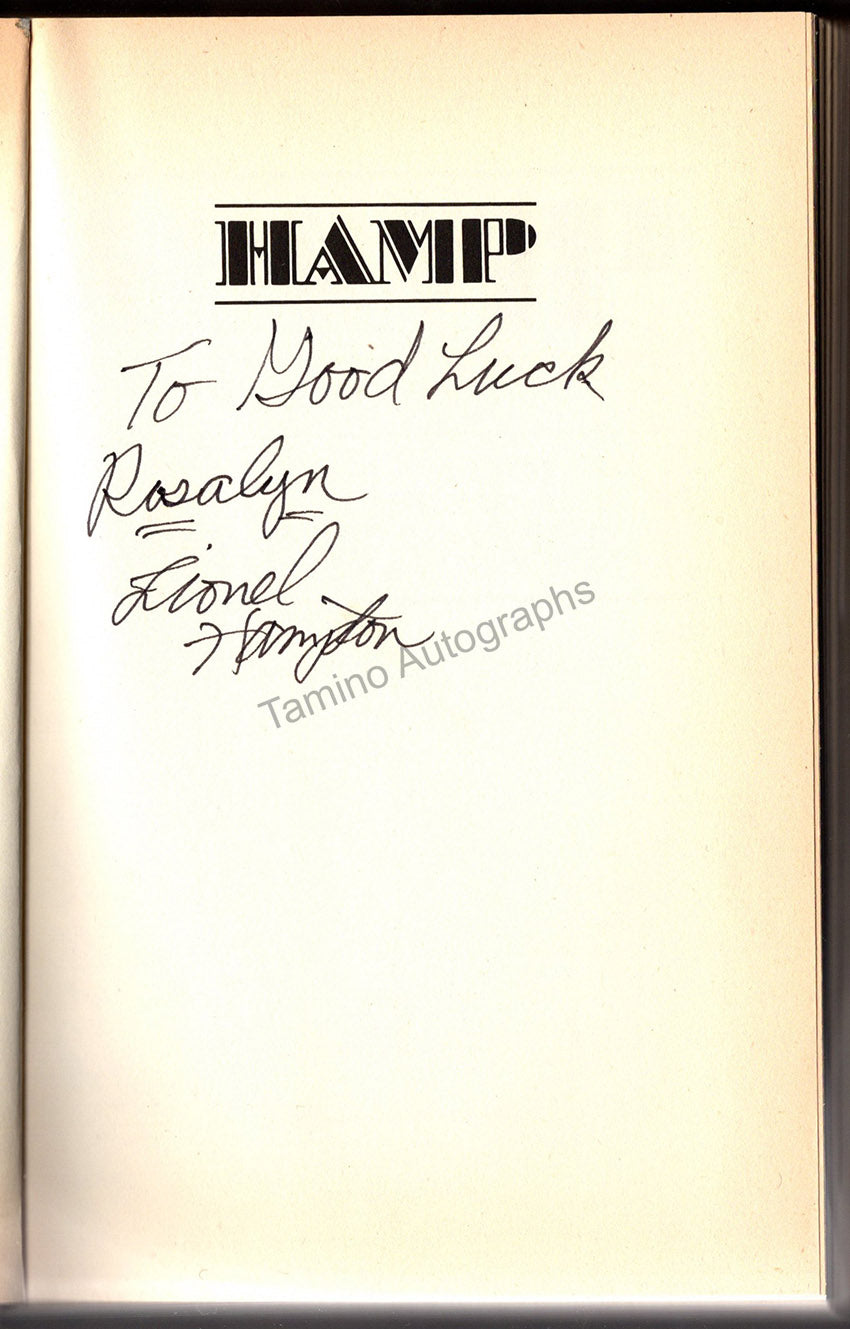 HAMP
To Good Luck
Rosalyn
Lionel
Hampton
Tamino Autographs